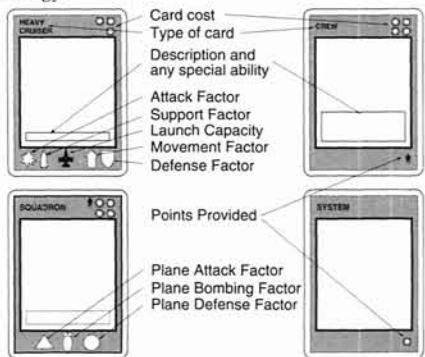 HEAVY
CRUISER
CREW
Card cost
Type of card
Description and
any special ability
Attack Factor
Support Factor
Launch Capacity
Movement Factor
Defense Factor
SQUADRON
SYSTEM
Points Provided
Plane Attack Factor
Plane Bombing Factor
Plane Defense Factor